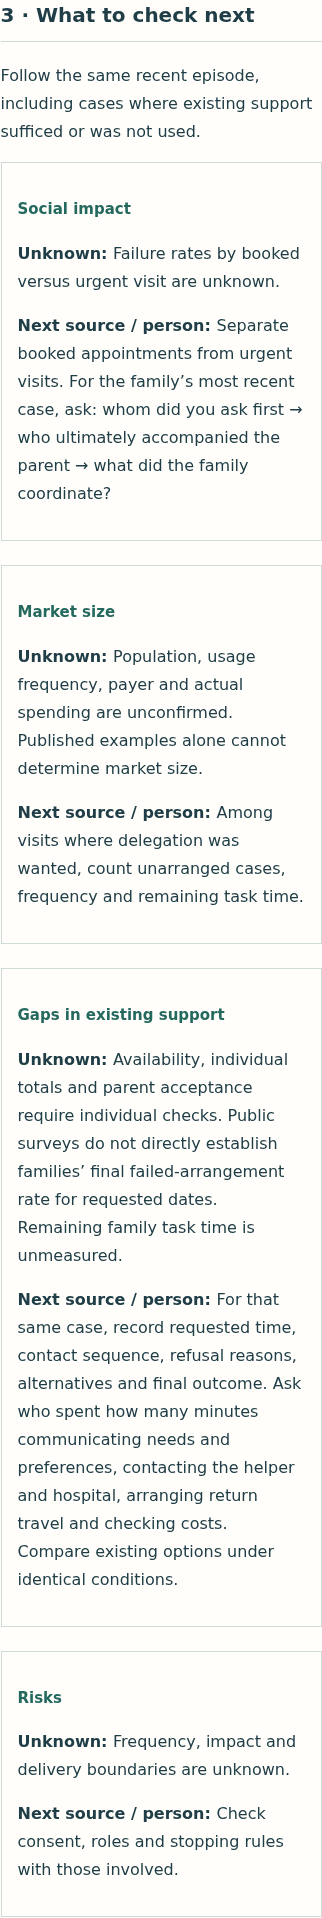 3 · What to check next
Follow the same recent episode,
including cases where existing support
sufficed or was not used.
Social impact
Unknown: Failure rates by booked
versus urgent visit are unknown.
Next source / person: Separate
booked appointments from urgent
visits. For the family’s most recent
case, ask: whom did you ask first →
who ultimately accompanied the
parent → what did the family
coordinate?
Market size
Unknown: Population, usage
frequency, payer and actual
spending are unconfirmed.
Published examples alone cannot
determine market size.
Next source / person: Among
visits where delegation was
wanted, count unarranged cases,
frequency and remaining task time.
Gaps in existing support
Unknown: Availability, individual
totals and parent acceptance
require individual checks. Public
surveys do not directly establish
families’ final failed-arrangement
rate for requested dates.
Remaining family task time is
unmeasured.
Next source / person: For that
same case, record requested time,
contact sequence, refusal reasons,
alternatives and final outcome. Ask
who spent how many minutes
communicating needs and
preferences, contacting the helper
and hospital, arranging return
travel and checking costs.
Compare existing options under
identical conditions.
Risks
Unknown: Frequency, impact and
delivery boundaries are unknown.
Next source / person: Check
consent, roles and stopping rules
with those involved.